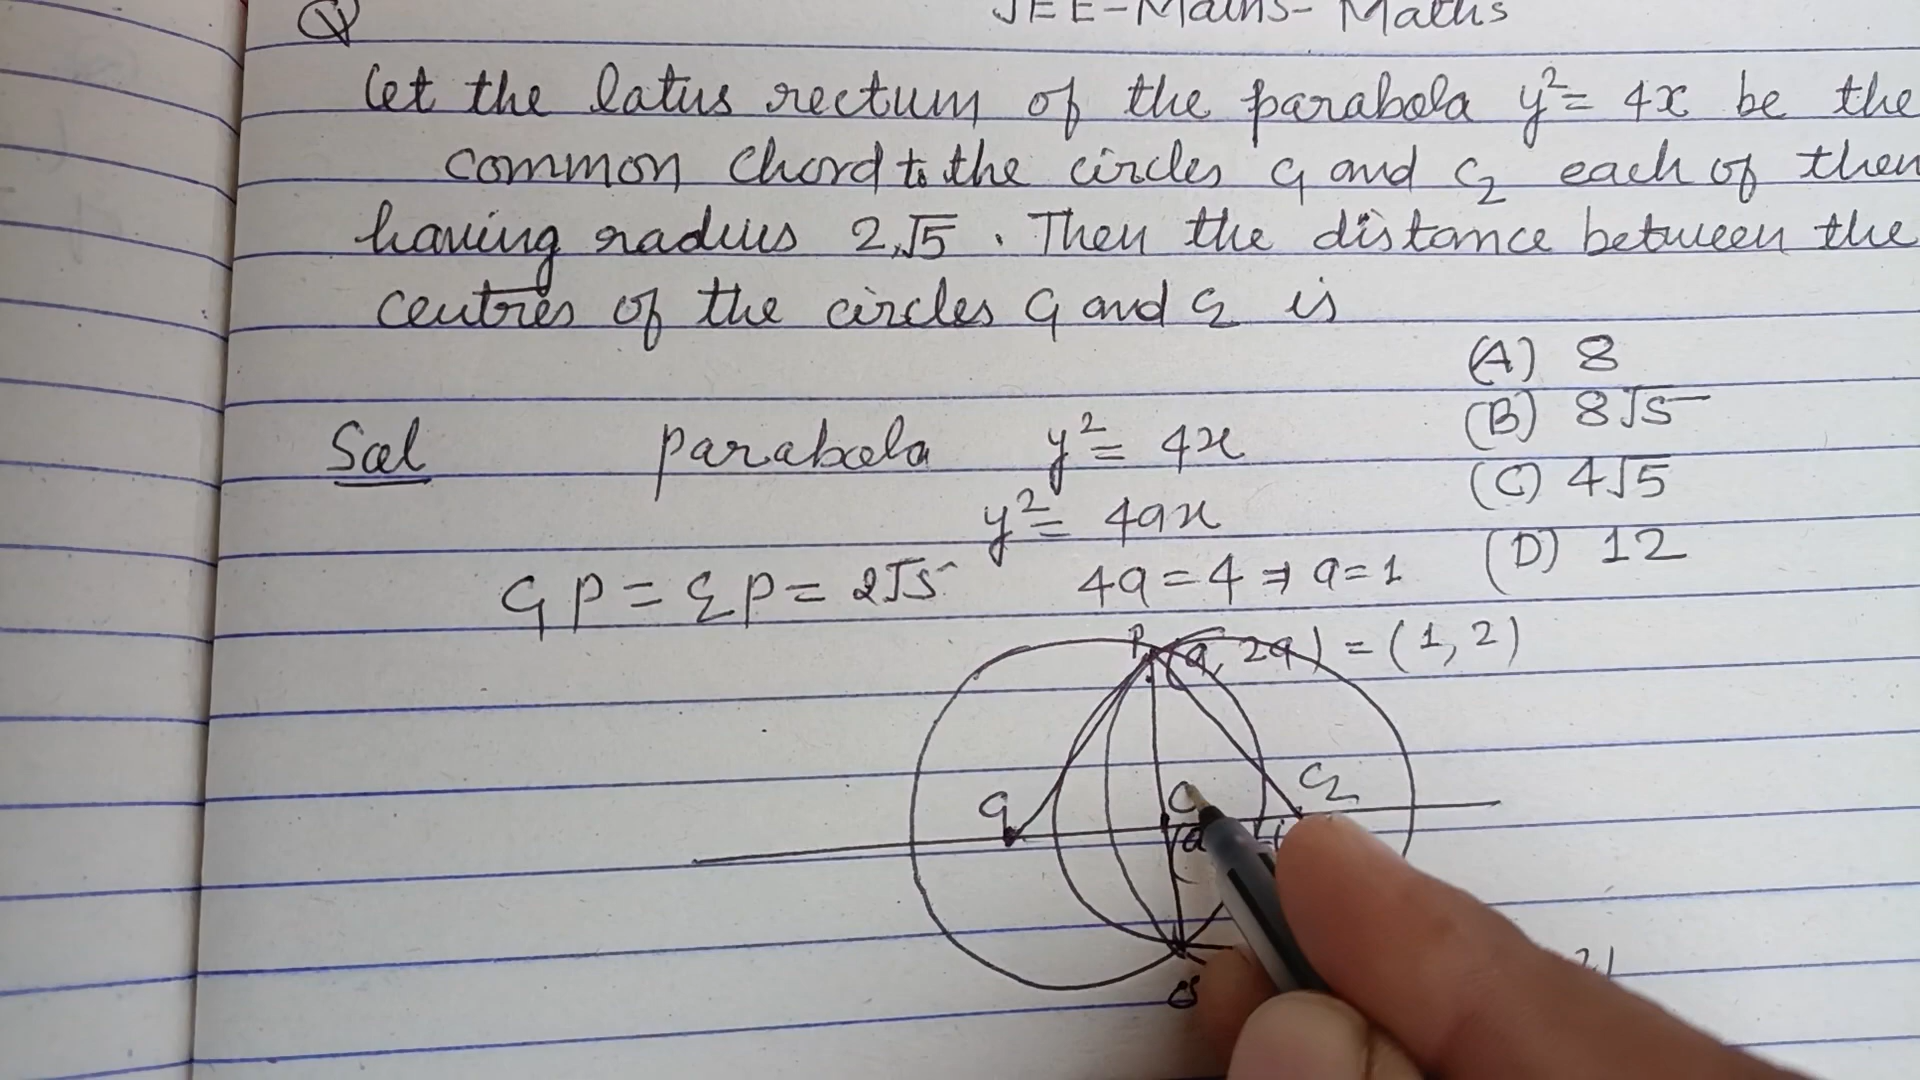 Q
JEE-Mains-Maths
let the latus rectum of the parabola y²= 4x be the
common chord to the circles C₁ and C₂ each of then
having radius 2√5. Then the distance between the
centres of the circles C₁ and C₂ is
(A) 8
(B) 8√5
(C) 4√5
(D) 12
Sol parabola y²= 4x
y²= 4ax
C₁P = C₂P = 2√5 4a = 4 ⇒ a=1
P (a, 2a) = (1, 2)
C₁ C₂